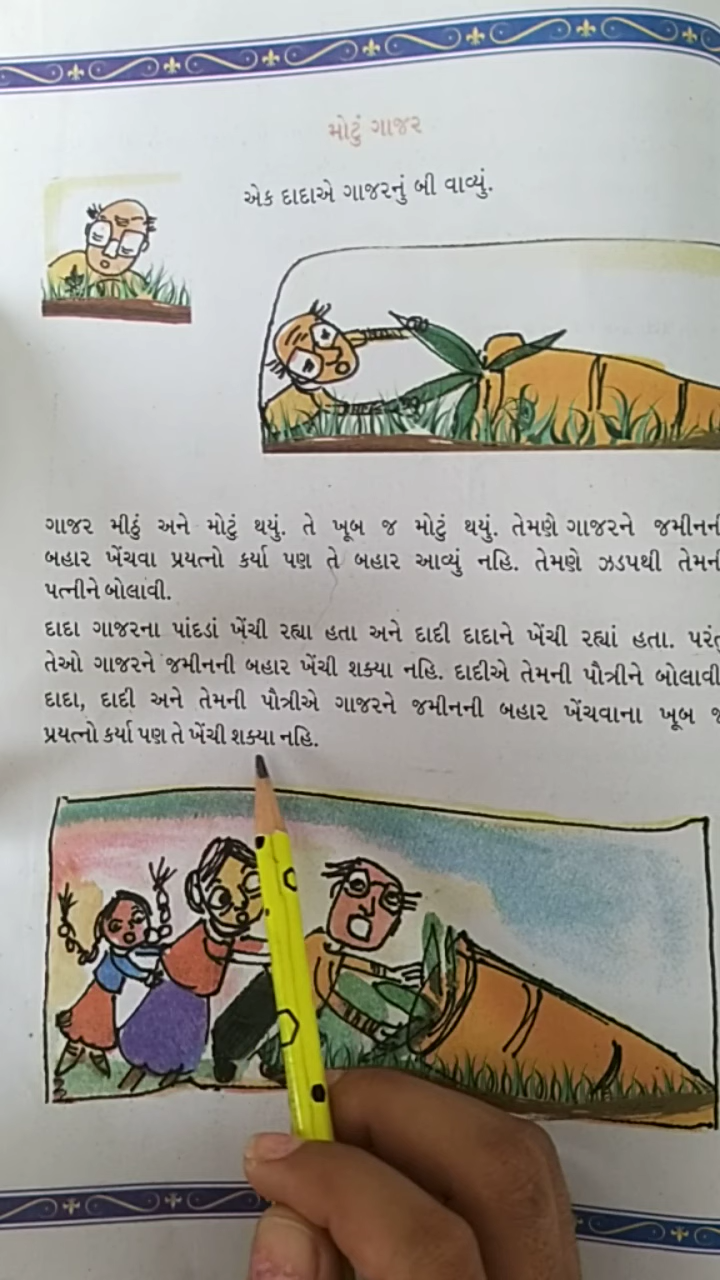 મોટું ગાજર
એક દાદાએ ગાજરનું બી વાવ્યું.
ગાજર મીઠું અને મોટું થયું. તે ખૂબ જ મોટું થયું. તેમણે ગાજરને જમીનની
બહાર ખેંચવા પ્રયત્નો કર્યા પણ તે બહાર આવ્યું નહિ. તેમણે ઝડપથી
પત્નીને બોલાવી.
દાદા ગાજરના પાંદડાં ખેંચી રહ્યા હતા અને દાદી દાદાને ખેંચી રહ્યાં હતા.
તેઓ ગાજરને જમીનની બહાર ખેંચી શક્યા નહિ. દાદીએ તેમની પૌત્રીને બોલાવી
દાદા, દાદી અને તેમની પૌત્રીએ ગાજરને જમીનની બહાર ખેંચવાના ખૂબ
પ્રયત્નો કર્યા પણ તે ખેંચી શક્યા નહિ.